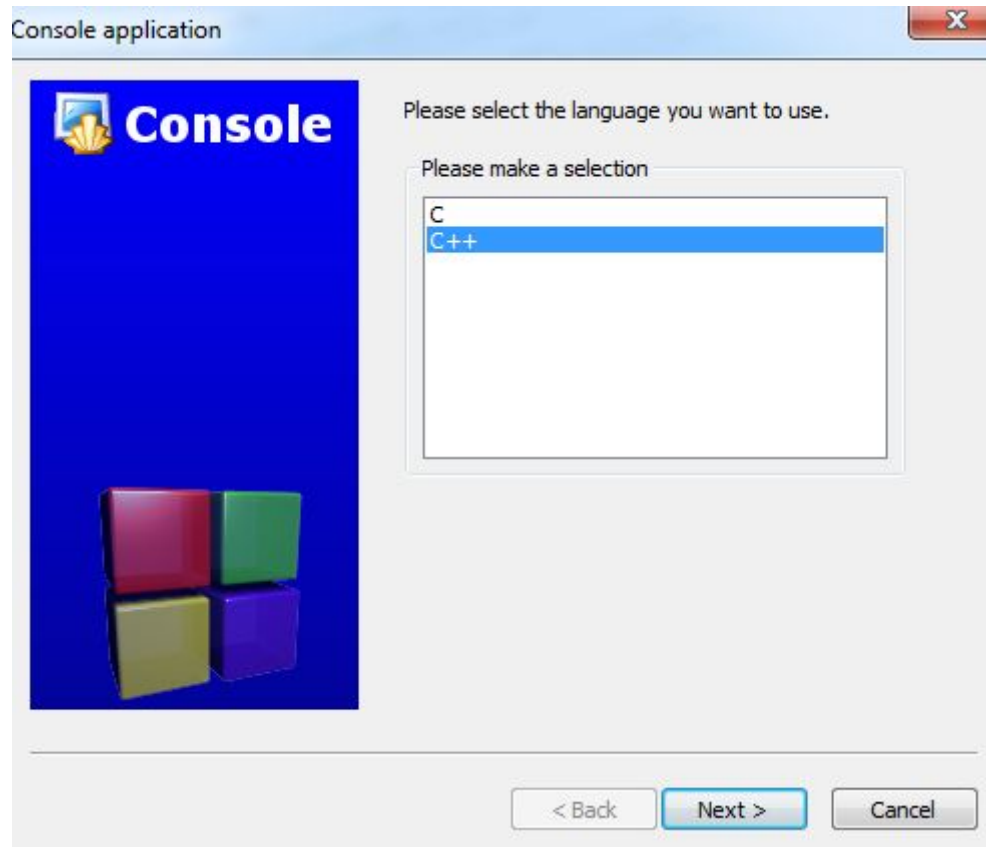 Console application
Console
Please select the language you want to use.
Please make a selection
C
C++
< Back
Next >
Cancel